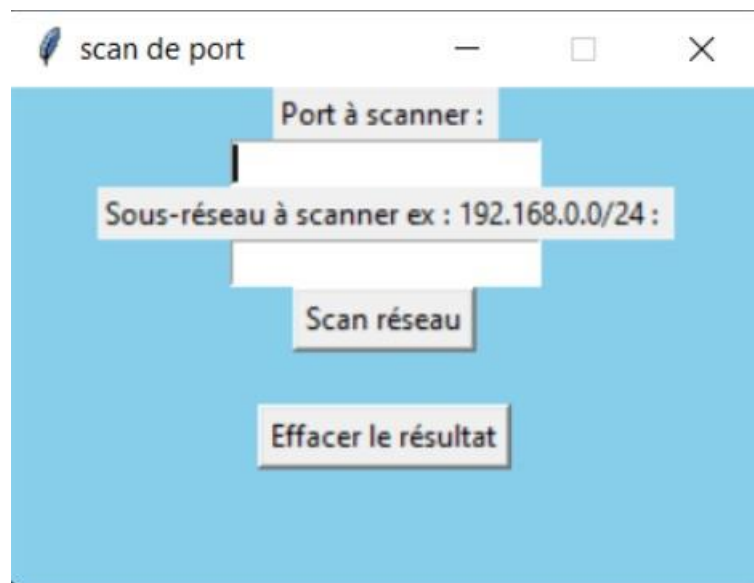 scan de port
Port à scanner :
Sous-réseau à scanner ex : 192.168.0.0/24 :
Scan réseau
Effacer le résultat